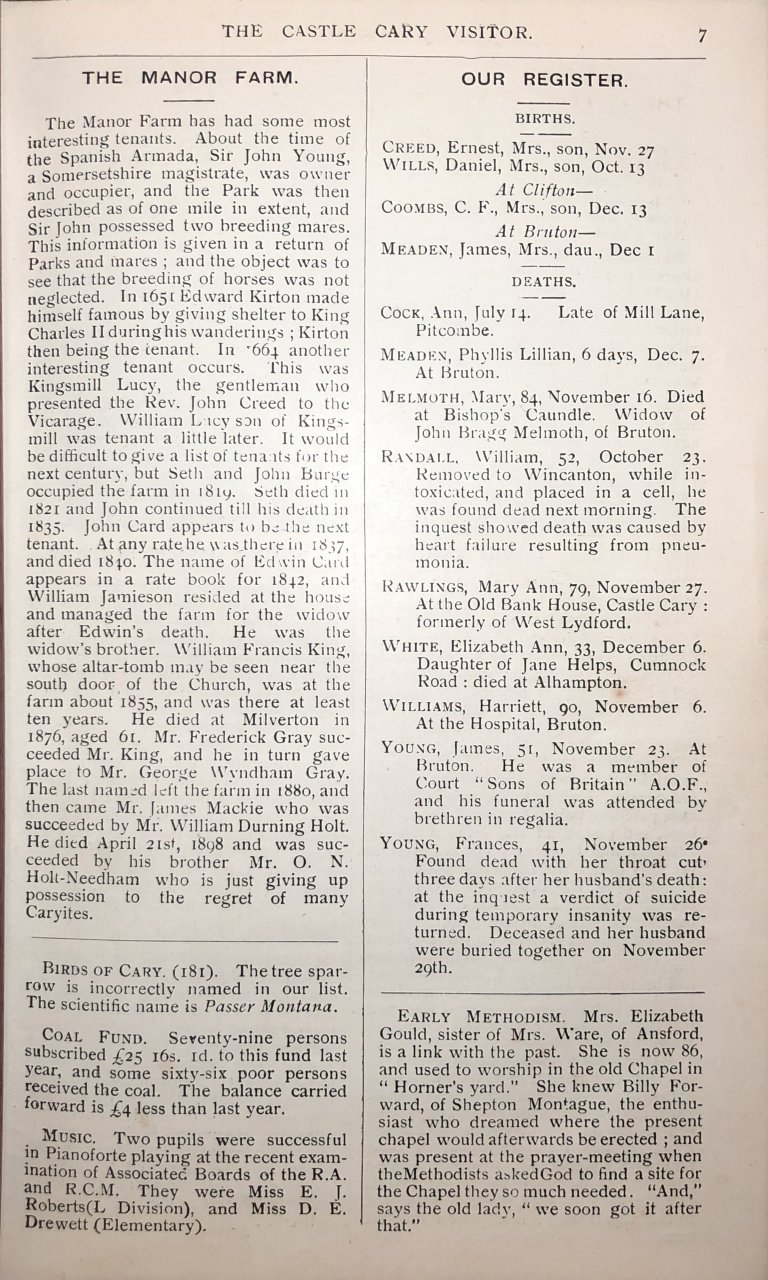 THE CASTLE CARY VISITOR. 7
THE MANOR FARM.
The Manor Farm has had some most
interesting tenants. About the time of
the Spanish Armada, Sir John Young,
a Somersetshire magistrate, was owner
and occupier, and the Park was then
described as of one mile in extent, and
Sir John possessed two breeding mares.
This information is given in a return of
Parks and mares ; and the object was to
see that the breeding of horses was not
neglected. In 1651 Edward Kirton made
himself famous by giving shelter to King
Charles II during his wanderings ; Kirton
then being the tenant. In 1664 another
interesting tenant occurs. This was
Kingsmill Lucy, the gentleman who
presented the Rev. John Creed to the
Vicarage. William Lucy son of Kings-
mill was tenant a little later. It would
be difficult to give a list of tenants for the
next century, but Seth and John Burge
occupied the farm in 1819. Seth died in
1821 and John continued till his death in
1835. John Card appears to be the next
tenant. At any rate he was there in 1837,
and died 1840. The name of Edwin Card
appears in a rate book for 1842, and
William Jamieson resided at the house
and managed the farm for the widow
after Edwin's death. He was the
widow's brother. William Francis King,
whose altar-tomb may be seen near the
south door of the Church, was at the
farm about 1855, and was there at least
ten years. He died at Milverton in
1876, aged 61. Mr. Frederick Gray suc-
ceeded Mr. King, and he in turn gave
place to Mr. George Wyndham Gray.
The last named left the farm in 1880, and
then came Mr. James Mackie who was
succeeded by Mr. William Durning Holt.
He died April 21st, 1898 and was suc-
ceeded by his brother Mr. O. N.
Holt-Needham who is just giving up
possession to the regret of many
Caryites.
BIRDS OF CARY. (181). The tree spar-
row is incorrectly named in our list.
The scientific name is Passer Montana.
COAL FUND. Seventy-nine persons
subscribed £25 16s. 1d. to this fund last
year, and some sixty-six poor persons
received the coal. The balance carried
forward is £4 less than last year.
MUSIC. Two pupils were successful
in Pianoforte playing at the recent exam-
ination of Associated Boards of the R.A.
and R.C.M. They were Miss E. J.
Roberts(L Division), and Miss D. E.
Drewett (Elementary).
OUR REGISTER.
BIRTHS.
CREED, Ernest, Mrs., son, Nov. 27
WILLS, Daniel, Mrs., son, Oct. 13
At Clifton—
COOMBS, C. F., Mrs., son, Dec. 13
At Bruton—
MEADEN, James, Mrs., dau., Dec 1
DEATHS.
COCK, Ann, July 14. Late of Mill Lane,
Pitcombe.
MEADEN, Phyllis Lillian, 6 days, Dec. 7.
At Bruton.
MELMOTH, Mary, 84, November 16. Died
at Bishop's Caundle. Widow of
John Bragg Melmoth, of Bruton.
RANDALL, William, 52, October 23.
Removed to Wincanton, while in-
toxicated, and placed in a cell, he
was found dead next morning. The
inquest showed death was caused by
heart failure resulting from pneu-
monia.
RAWLINGS, Mary Ann, 79, November 27.
At the Old Bank House, Castle Cary :
formerly of West Lydford.
WHITE, Elizabeth Ann, 33, December 6.
Daughter of Jane Helps, Cumnock
Road : died at Alhampton.
WILLIAMS, Harriett, 90, November 6.
At the Hospital, Bruton.
YOUNG, James, 51, November 23. At
Bruton. He was a member of
Court "Sons of Britain" A.O.F.,
and his funeral was attended by
brethren in regalia.
YOUNG, Frances, 41, November 26.
Found dead with her throat cut,
three days after her husband's death:
at the inquest a verdict of suicide
during temporary insanity was re-
turned. Deceased and her husband
were buried together on November
29th.
EARLY METHODISM. Mrs. Elizabeth
Gould, sister of Mrs. Ware, of Ansford,
is a link with the past. She is now 86,
and used to worship in the old Chapel in
" Horner's yard." She knew Billy For-
ward, of Shepton Montague, the enthu-
siast who dreamed where the present
chapel would afterwards be erected ; and
was present at the prayer-meeting when
the Methodists asked God to find a site for
the Chapel they so much needed. "And,"
says the old lady, " we soon got it after
that."